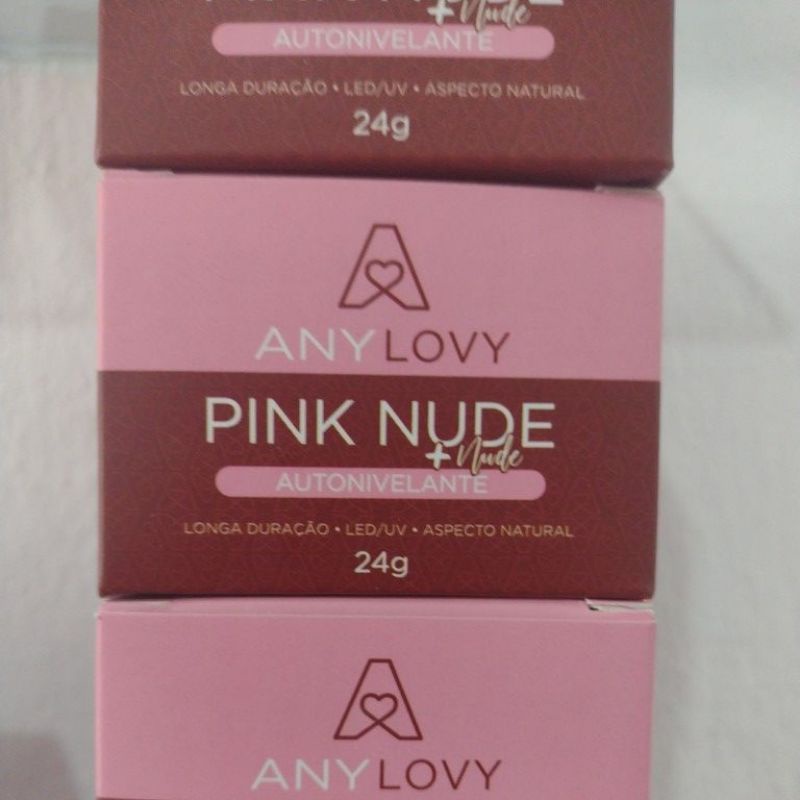 + Nude
AUTONIVELANTE
LONGA DURAÇÃO • LED/UV • ASPECTO NATURAL
24g
ANYLOVY
PINK NUDE
+ Nude
AUTONIVELANTE
LONGA DURAÇÃO • LED/UV • ASPECTO NATURAL
24g
ANYLOVY